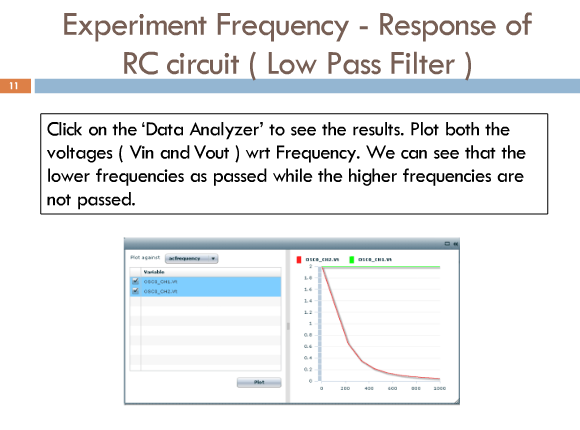 Experiment Frequency - Response of
RC circuit ( Low Pass Filter )
11
Click on the ‘Data Analyzer’ to see the results. Plot both the
voltages ( Vin and Vout ) wrt Frequency. We can see that the
lower frequencies as passed while the higher frequencies are
not passed.
Plot against acfrequency
Variable
OSC0_CH1.Vt
OSC0_CH2.Vt
Plot
OSC0_CH2.Vt OSC0_CH1.Vt
2
1.8
1.6
1.4
1.2
1
0.8
0.6
0.4
0.2
0
0 200 400 600 800 1000